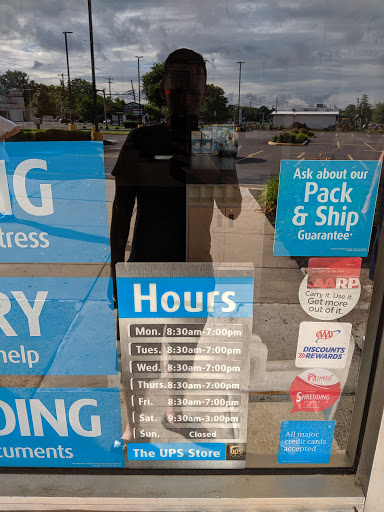 NG
tress
RY
help
DING
cuments
Ask about our
Pack
& Ship
Guarantee*
Hours
Mon. 8:30am-7:00pm
Tues. 8:30am-7:00pm
Wed. 8:30am-7:00pm
Thurs. 8:30am-7:00pm
Fri. 8:30am-7:00pm
Sat. 9:30am-3:00pm
Sun. Closed
The UPS Store
ups
AARP
Carry it. Use it.
Get more
out of it.
AAA
DISCOUNTS
& REWARDS
SHREDDING
All major
credit cards
accepted